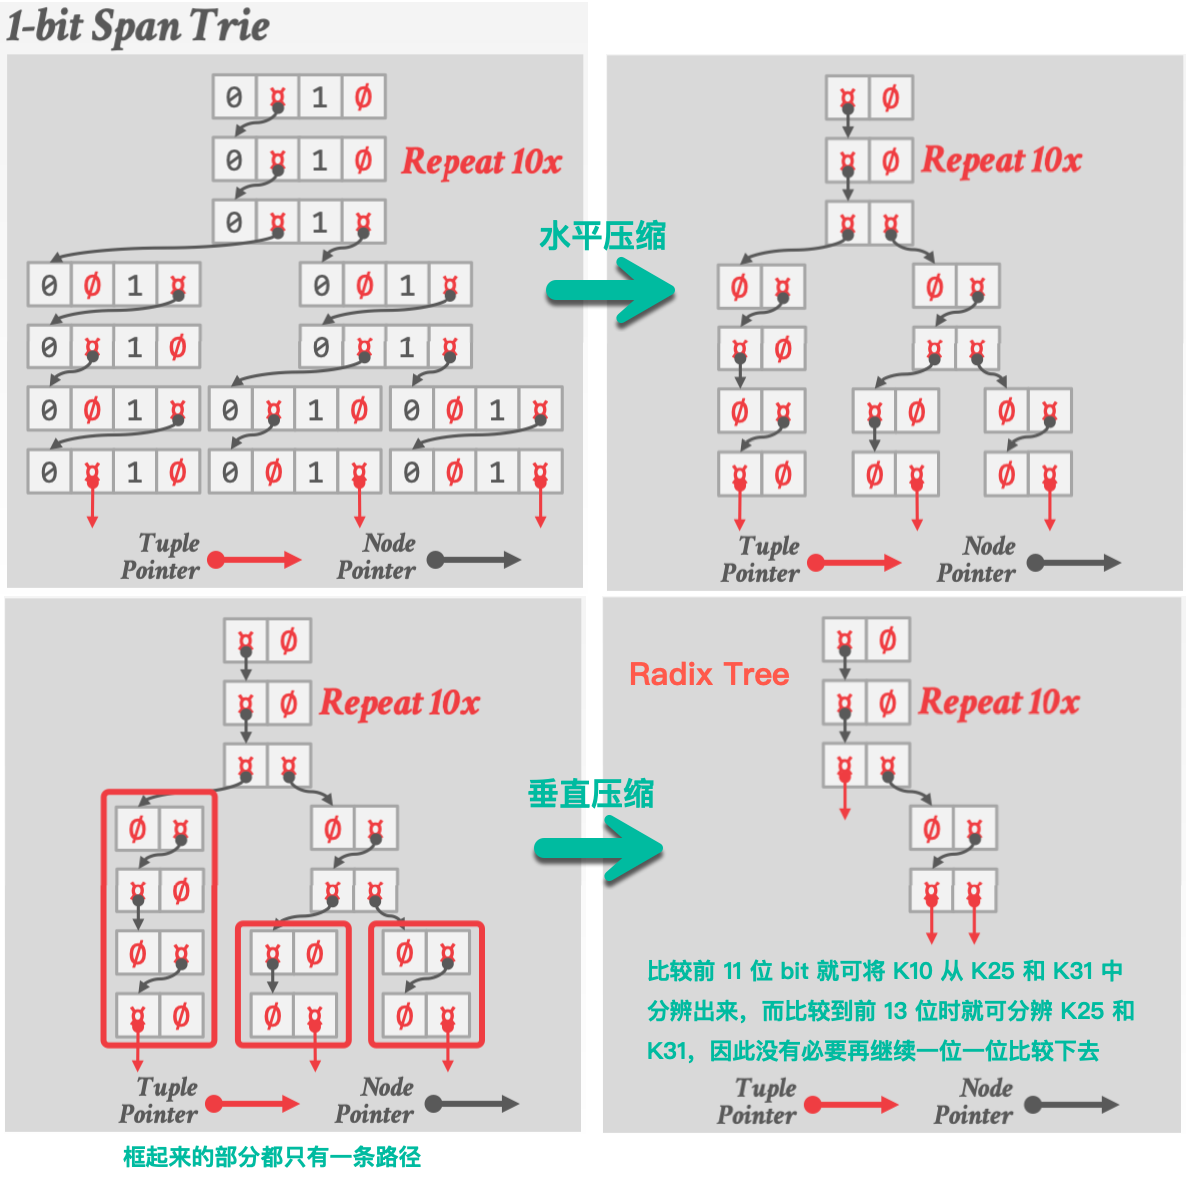 1-bit Span Trie
0 ¤ 1 Ø
0 ¤ 1 Ø
Repeat 10x
0 ¤ 1 ¤
0 Ø 1 ¤
0 Ø 1 ¤
0 ¤ 1 Ø
0 ¤ 1 ¤
0 Ø 1 ¤
0 ¤ 1 Ø
0 Ø 1 ¤
0 ¤ 1 Ø
0 Ø 1 ¤
0 Ø 1 ¤
Tuple
Pointer
Node
Pointer
水平压缩
¤ Ø
¤ Ø
Repeat 10x
¤ ¤
Ø ¤
Ø ¤
¤ Ø
¤ ¤
Ø ¤
¤ Ø
Ø ¤
¤ Ø
Ø ¤
Ø ¤
Tuple
Pointer
Node
Pointer
¤ Ø
¤ Ø
Repeat 10x
¤ ¤
Ø ¤
Ø ¤
¤ Ø
¤ ¤
Ø ¤
¤ Ø
Ø ¤
¤ Ø
Ø ¤
Ø ¤
Tuple
Pointer
Node
Pointer
框起来的部分都只有一条路径
垂直压缩
Radix Tree
¤ Ø
¤ Ø
Repeat 10x
¤ ¤
Ø ¤
¤ ¤
比较前 11 位 bit 就可将 K10 从 K25 和 K31 中
分辨出来，而比较到前 13 位时就可分辨 K25 和
K31，因此没有必要再继续一位一位比较下去
Tuple
Pointer
Node
Pointer